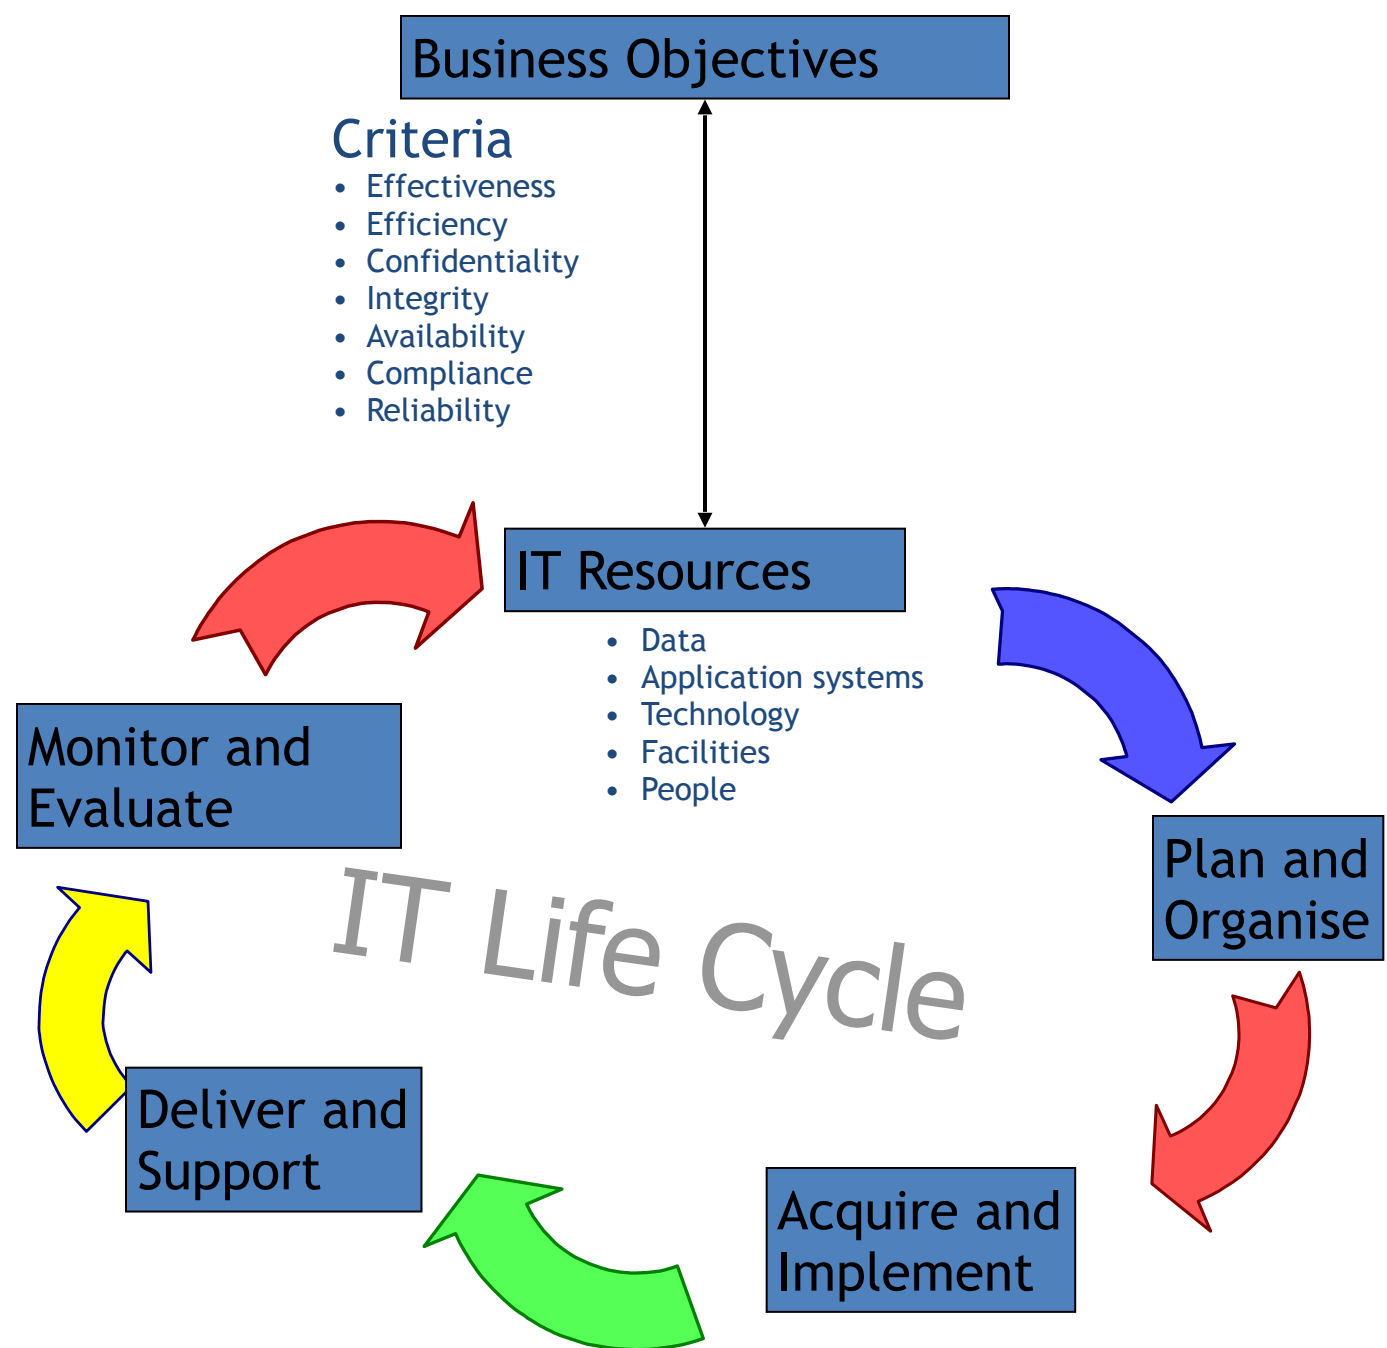 Business Objectives
Criteria
• Effectiveness
• Efficiency
• Confidentiality
• Integrity
• Availability
• Compliance
• Reliability
IT Resources
• Data
• Application systems
• Technology
• Facilities
• People
Monitor and
Evaluate
Plan and
Organise
IT Life Cycle
Deliver and
Support
Acquire and
Implement